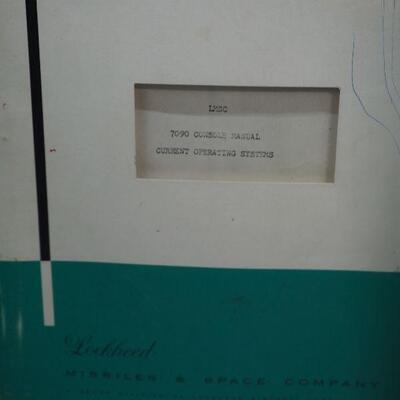 LMSC
7090 CONSOLE MANUAL
CURRENT OPERATING SYSTEMS
Lockheed
MISSILES & SPACE COMPANY